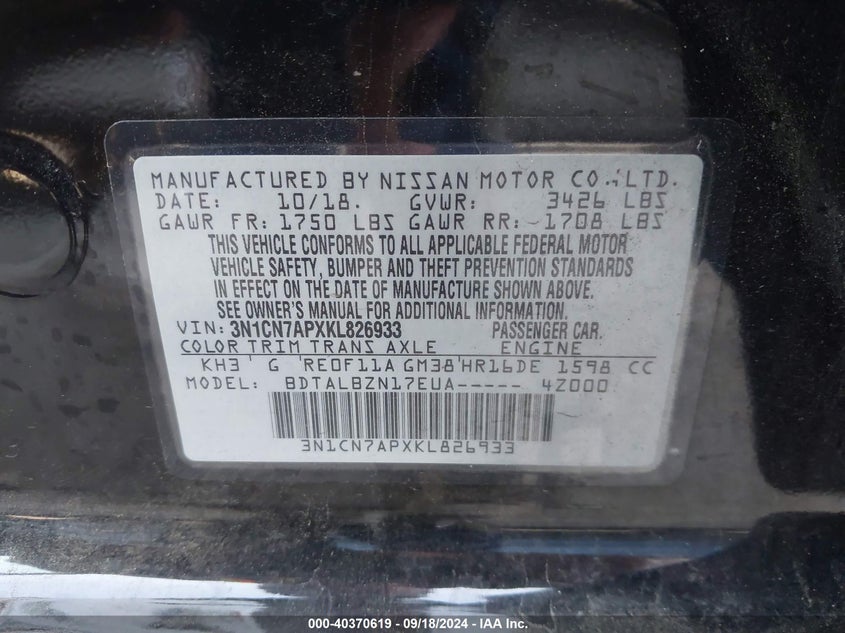 MANUFACTURED BY NISSAN MOTOR CO.,LTD.
DATE: 10/18. GVWR: 3426 LBS
GAWR FR: 1750 LBS GAWR RR: 1708 LBS
THIS VEHICLE CONFORMS TO ALL APPLICABLE FEDERAL MOTOR
VEHICLE SAFETY, BUMPER AND THEFT PREVENTION STANDARDS
IN EFFECT ON THE DATE OF MANUFACTURE SHOWN ABOVE.
SEE OWNER'S MANUAL FOR ADDITIONAL INFORMATION.
VIN: 3N1CN7APXKL826933 PASSENGER CAR.
COLOR TRIM TRANS AXLE ENGINE
KH3 G RE0F11A GM38 HR16DE 1598 CC
MODEL: BDTALBZN17EUA----- 4Z000
3N1CN7APXKL826933
000-40370619 - 09/18/2024 - IAA Inc.